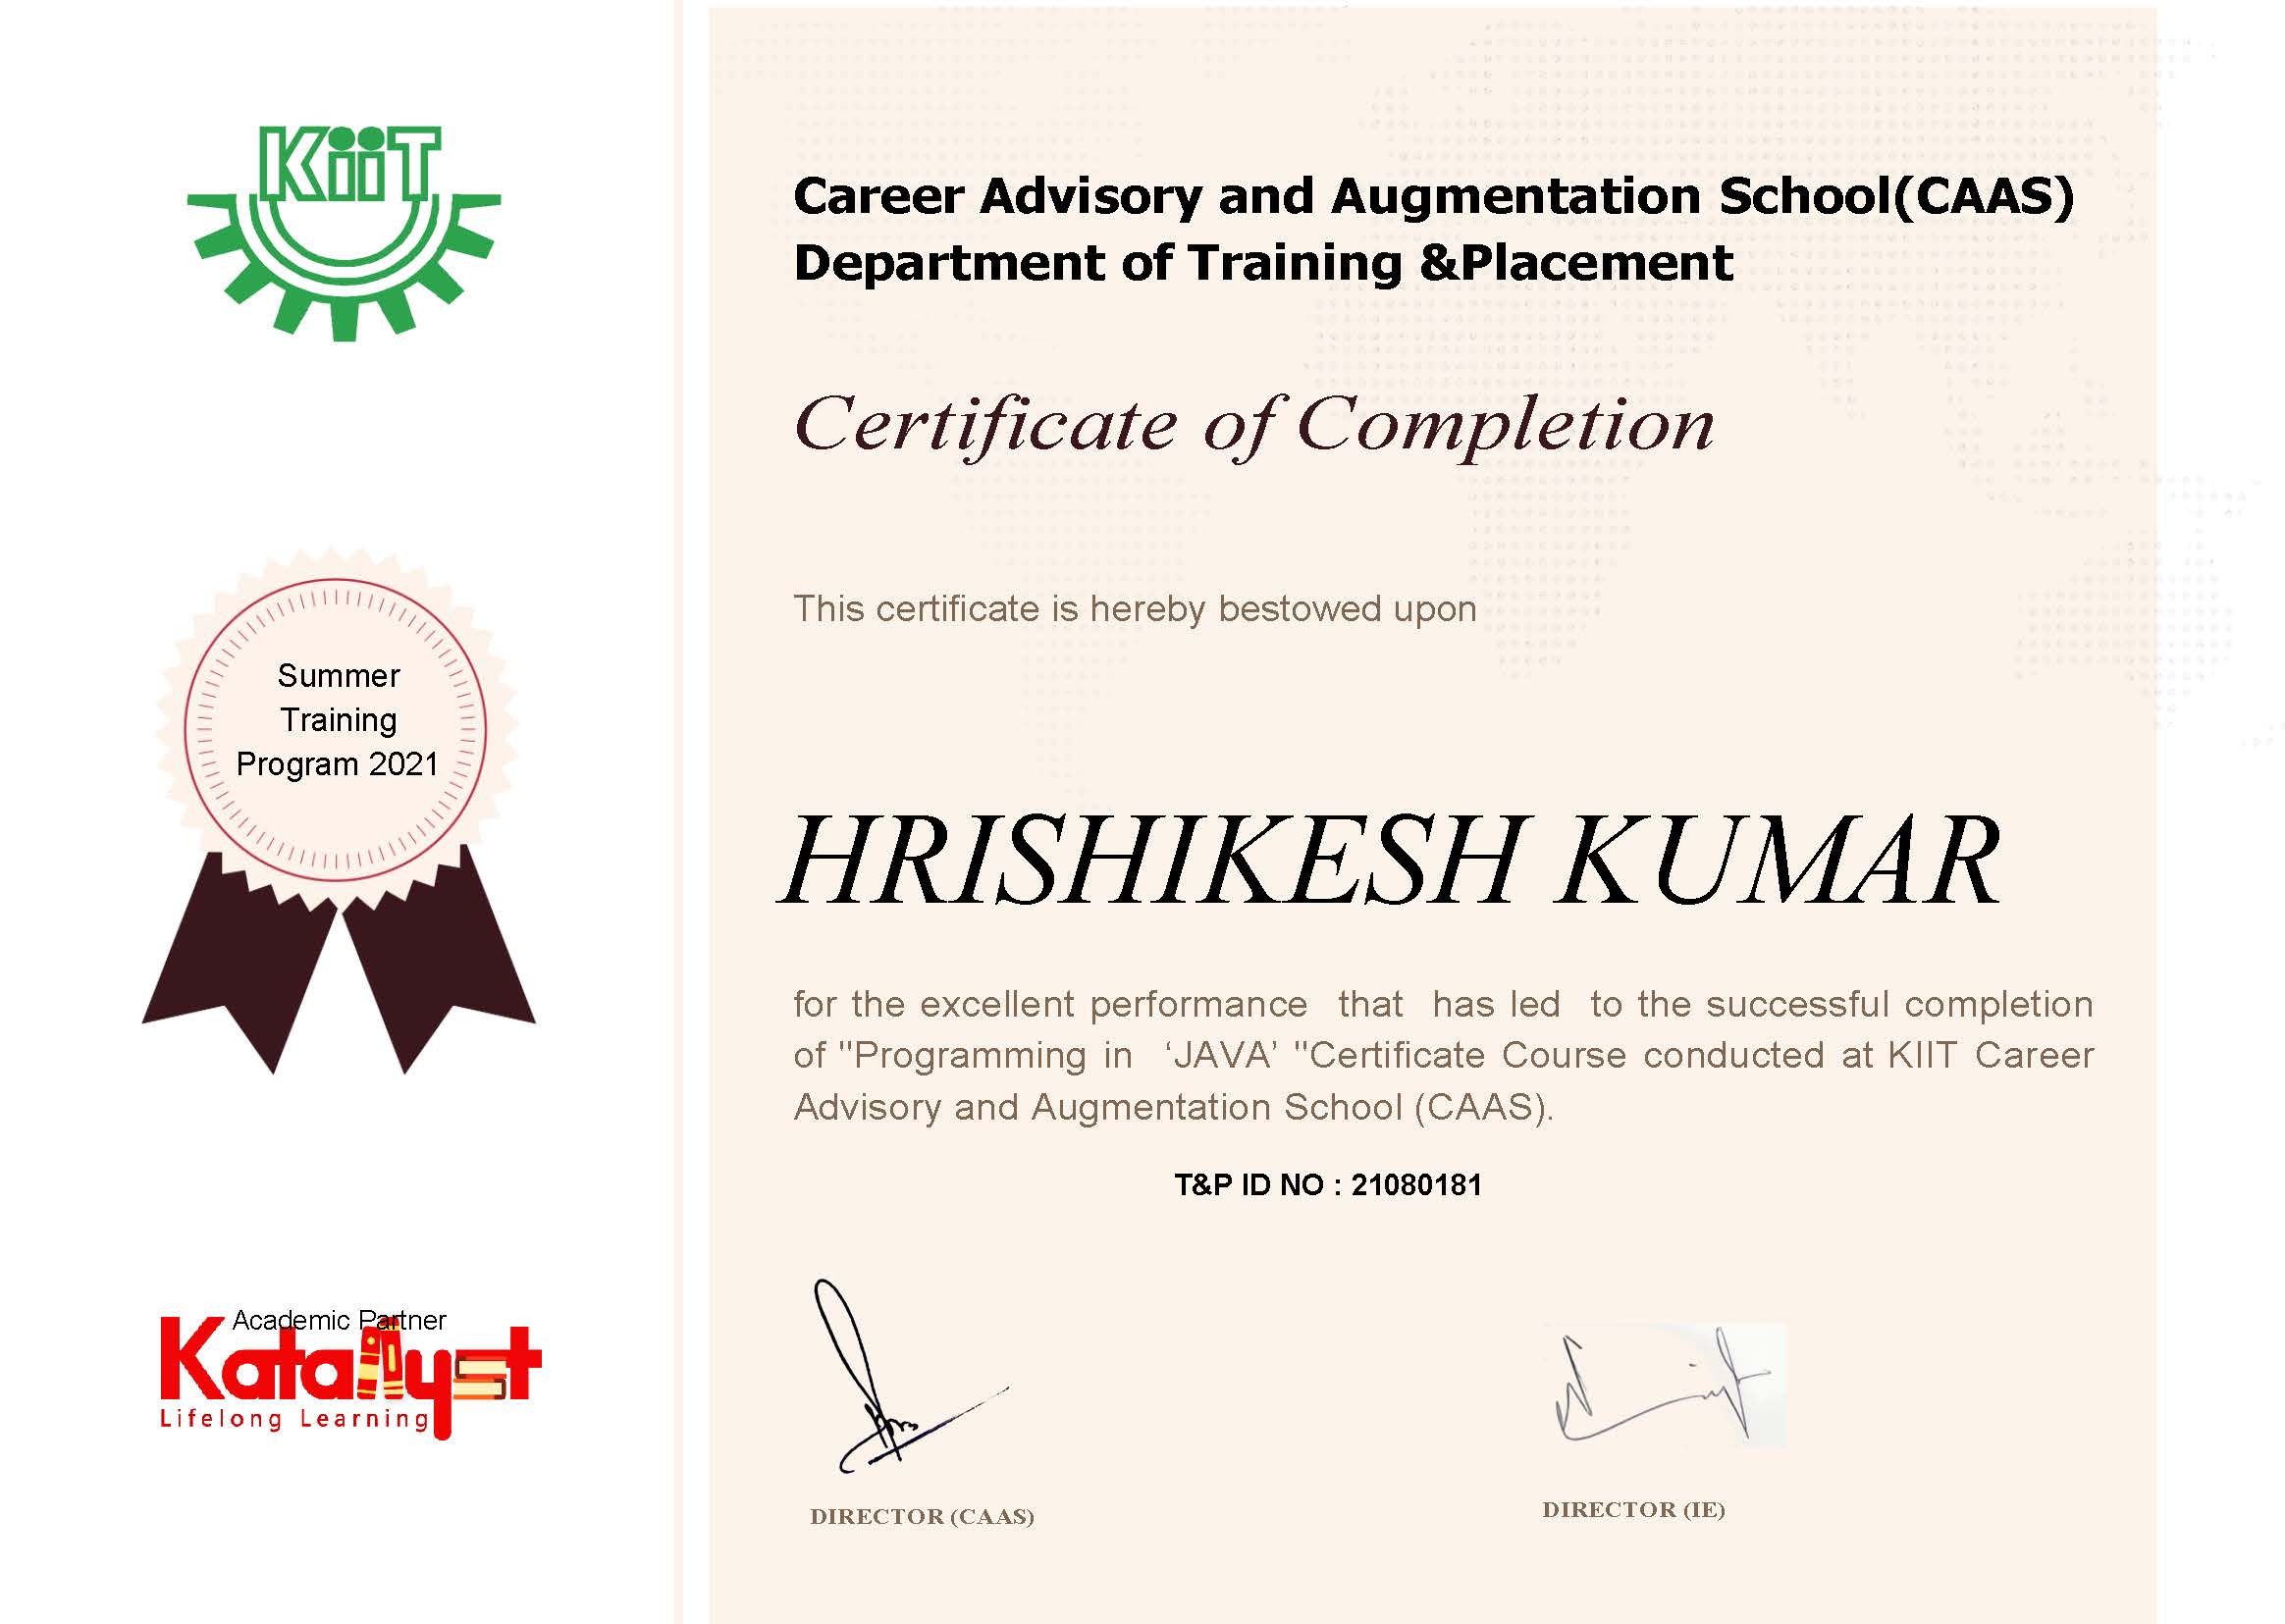 KiiT
Career Advisory and Augmentation School(CAAS)
Department of Training &Placement
Certificate of Completion
This certificate is hereby bestowed upon
Summer
Training
Program 2021
HRISHIKESH KUMAR
for the excellent performance that has led to the successful completion
of "Programming in ‘JAVA’ "Certificate Course conducted at KIIT Career
Advisory and Augmentation School (CAAS).
T&P ID NO : 21080181
Academic Partner
Katalyst
Lifelong Learning
DIRECTOR (CAAS)
DIRECTOR (IE)